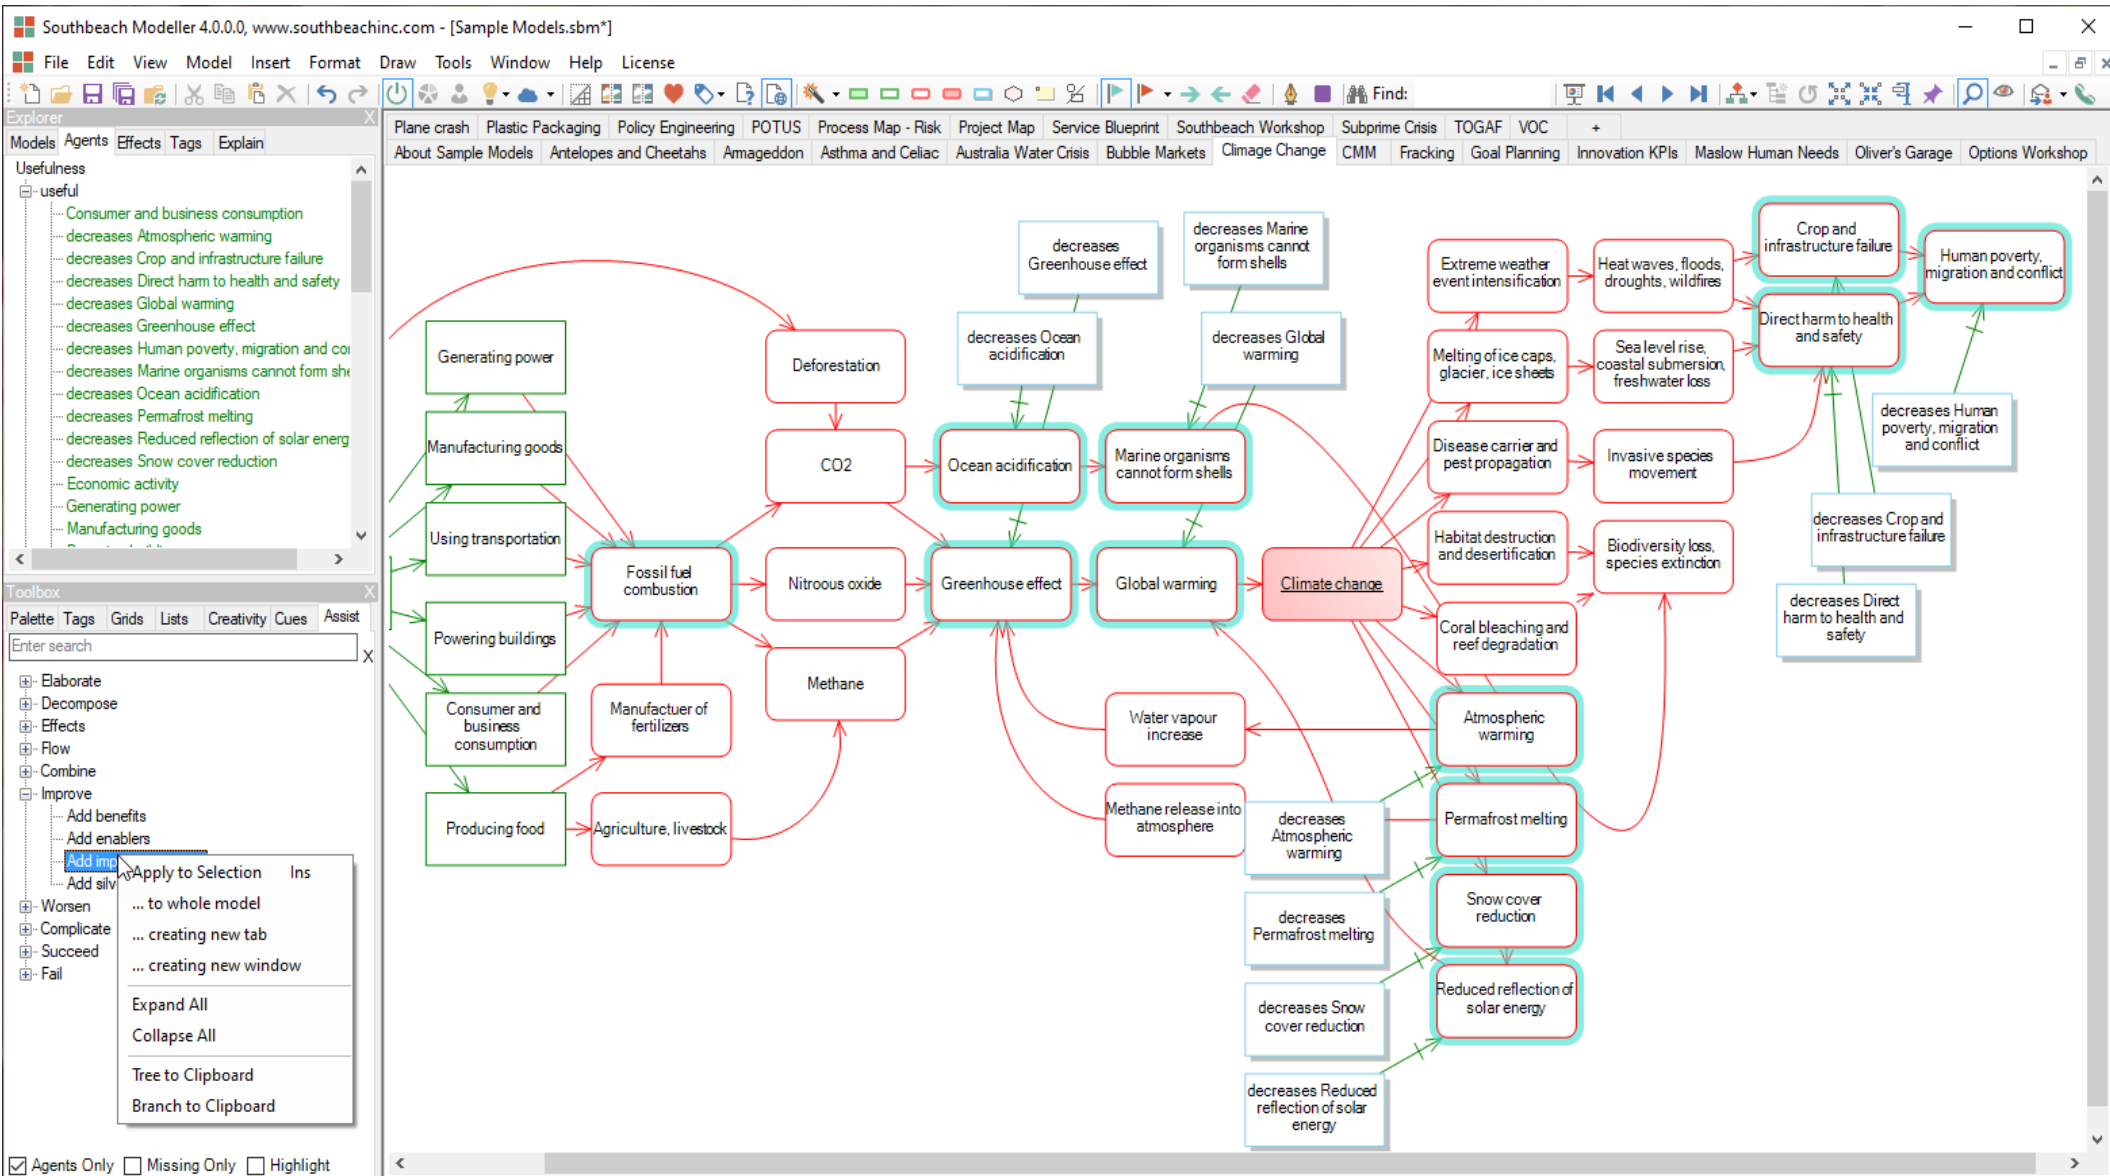 Southbeach Modeller 4.0.0.0, www.southbeachinc.com - [Sample Models.sbm*]
File Edit View Model Insert Format Draw Tools Window Help License
Find:
Explorer X
Models Agents Effects Tags Explain
Usefulness
useful
Consumer and business consumption
decreases Atmospheric warming
decreases Crop and infrastructure failure
decreases Direct harm to health and safety
decreases Global warming
decreases Greenhouse effect
decreases Human poverty, migration and
decreases Marine organisms cannot form
decreases Ocean acidification
decreases Permafrost melting
decreases Reduced reflection of solar energ
decreases Snow cover reduction
Economic activity
Generating power
Manufacturing goods
Toolbox X
Palette Tags Grids Lists Creativity Cues Assist
Enter search
X
Elaborate
Decompose
Effects
Flow
Combine
Improve
Add benefits
Add enablers
Add imp
Add silv
Worsen
Complicate
Succeed
Fail
Apply to Selection Ins
... to whole model
... creating new tab
... creating new window
Expand All
Collapse All
Tree to Clipboard
Branch to Clipboard
Agents Only Missing Only Highlight
Plane crash Plastic Packaging Policy Engineering POTUS Process Map - Risk Project Map Service Blueprint Southbeach Workshop Subprime Crisis TOGAF VOC +
About Sample Models Antelopes and Cheetahs Armageddon Asthma and Celiac Australia Water Crisis Bubble Markets Climage Change CMM Fracking Goal Planning Innovation KPIs Maslow Human Needs Oliver's Garage Options Workshop
Generating power
Manufacturing goods
Using transportation
Powering buildings
Consumer and
business
consumption
Producing food
Fossil fuel
combustion
Manufactuer of
fertilizers
Agriculture, livestock
Deforestation
CO2
Nitroous oxide
Methane
decreases
Greenhouse effect
decreases Marine
organisms cannot
form shells
decreases Ocean
acidification
decreases Global
warming
Ocean acidification
Marine organisms
cannot form shells
Greenhouse effect
Global warming
Climate change
Water vapour
increase
Methane release into
atmosphere
Extreme weather
event intensification
Melting of ice caps,
glacier, ice sheets
Disease carrier and
pest propagation
Habitat destruction
and desertification
Coral bleaching and
reef degradation
Atmospheric
warming
Permafrost melting
Snow cover
reduction
Reduced reflection of
solar energy
decreases
Atmospheric
warming
decreases
Permafrost melting
decreases Snow
cover reduction
decreases Reduced
reflection of solar
energy
Heat waves, floods,
droughts, wildfires
Sea level rise,
coastal submersion,
freshwater loss
Invasive species
movement
Biodiversity loss,
species extinction
Crop and
infrastructure failure
Direct harm to health
and safety
Human poverty,
migration and conflict
decreases Human
poverty, migration
and conflict
decreases Crop and
infrastructure failure
decreases Direct
harm to health and
safety